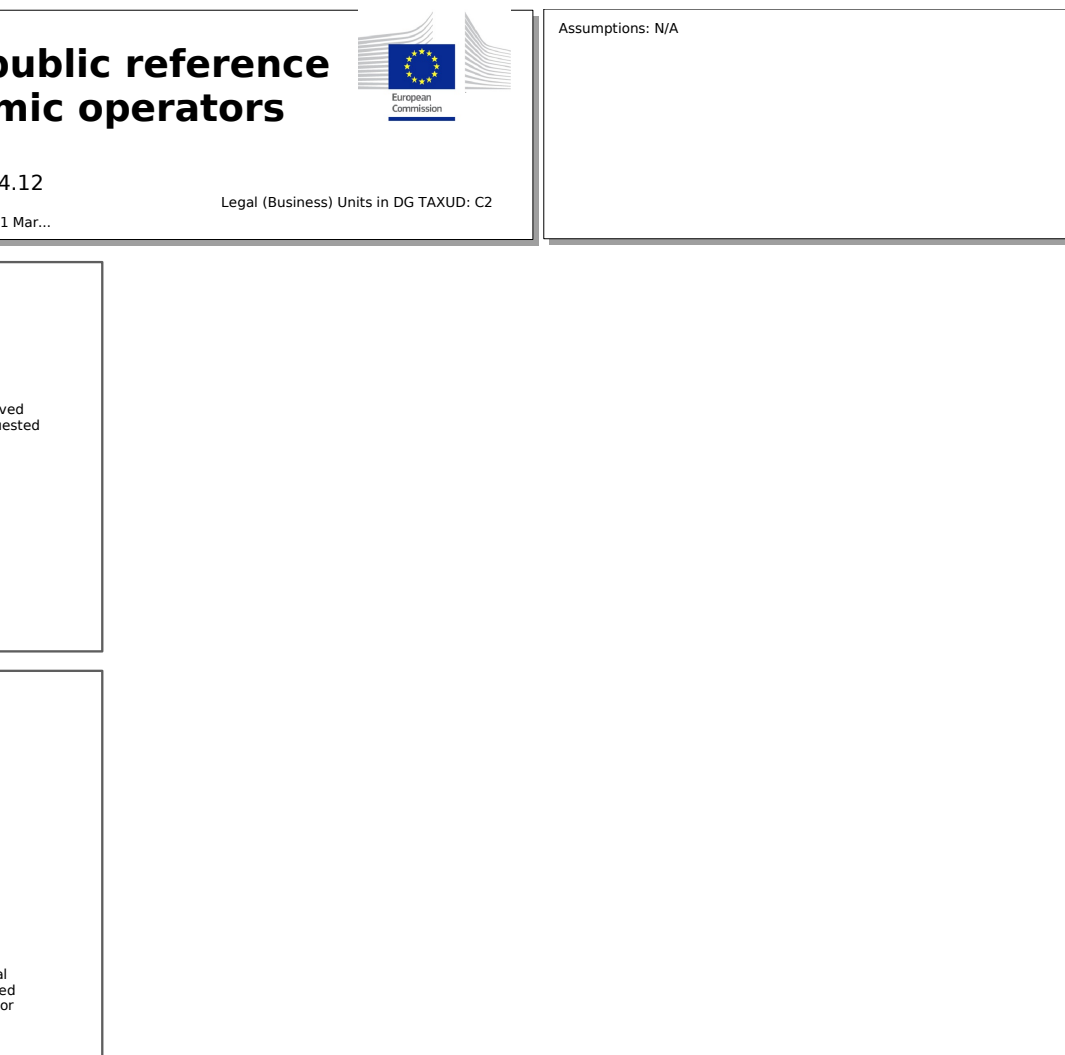 public reference
mic operators
European
Commission
4.12
Legal (Business) Units in DG TAXUD: C2
1 Mar...
Assumptions: N/A
ved
uested
al
ed
or